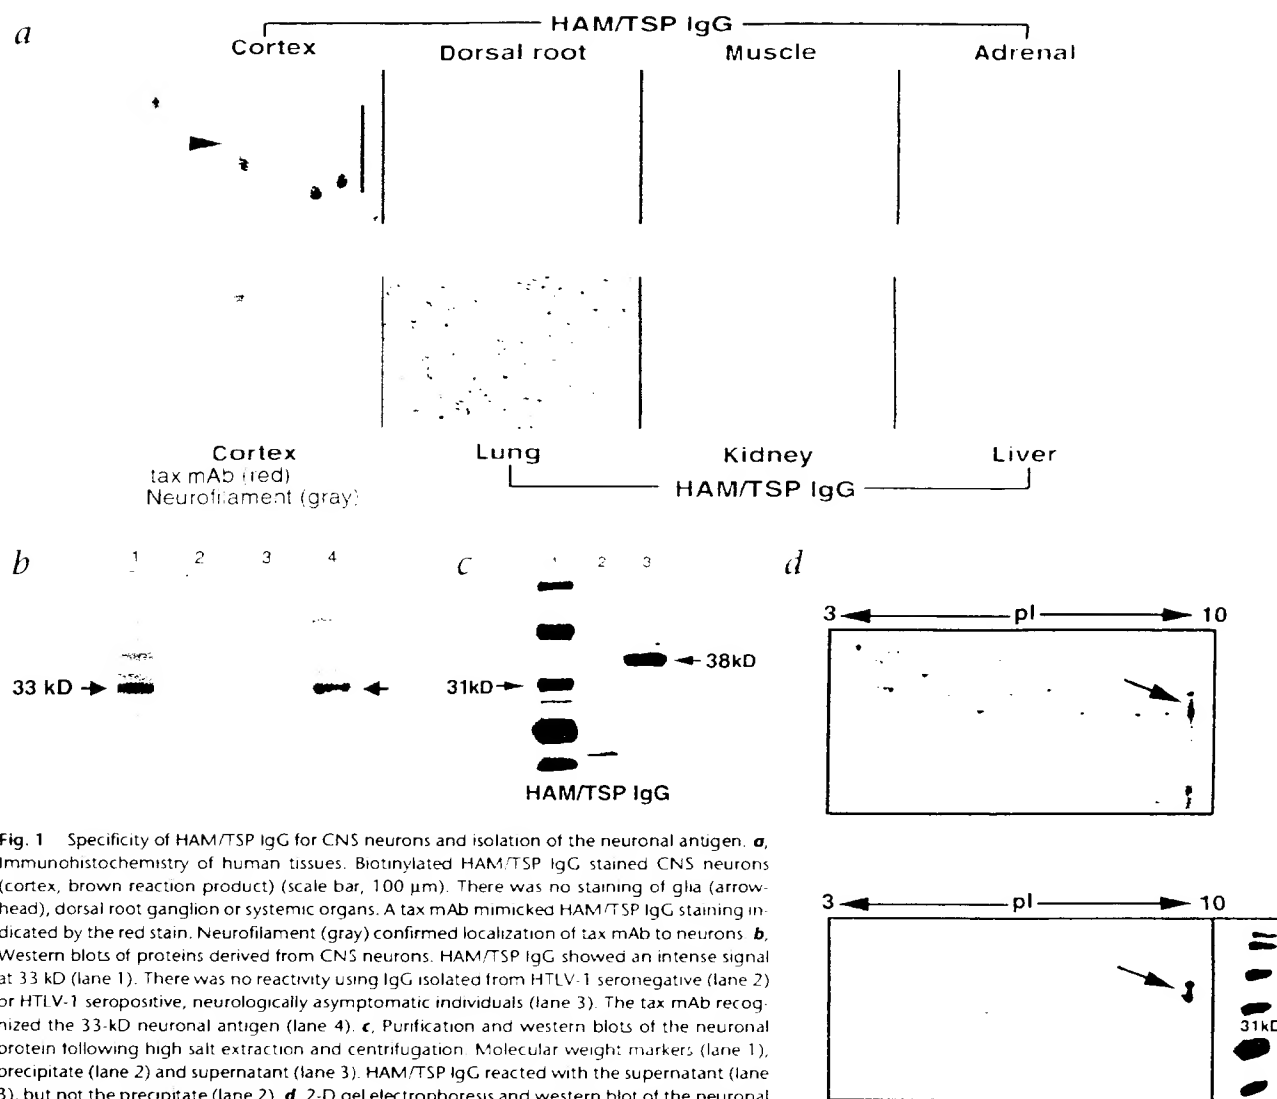 a
HAM/TSP IgG
Cortex Dorsal root Muscle Adrenal
Cortex Lung Kidney Liver
tax mAb (red)
Neurofilament (gray)
HAM/TSP IgG
b 1 2 3 4
33 kD
c 1 2 3
38kD
31kD
HAM/TSP IgG
d
3 pI 10
3 pI 10
31kD
Fig. 1 Specificity of HAM/TSP IgG for CNS neurons and isolation of the neuronal antigen. a,
Immunohistochemistry of human tissues. Biotinylated HAM/TSP IgG stained CNS neurons
(cortex, brown reaction product) (scale bar, 100 µm). There was no staining of glia (arrow-
head), dorsal root ganglion or systemic organs. A tax mAb mimicked HAM/TSP IgG staining in-
dicated by the red stain. Neurofilament (gray) confirmed localization of tax mAb to neurons. b,
Western blots of proteins derived from CNS neurons. HAM/TSP IgG showed an intense signal
at 33 kD (lane 1). There was no reactivity using IgG isolated from HTLV-1 seronegative (lane 2)
or HTLV-1 seropositive, neurologically asymptomatic individuals (lane 3). The tax mAb recog-
nized the 33-kD neuronal antigen (lane 4). c, Purification and western blots of the neuronal
protein following high salt extraction and centrifugation. Molecular weight markers (lane 1),
precipitate (lane 2) and supernatant (lane 3). HAM/TSP IgG reacted with the supernatant (lane
3), but not the precipitate (lane 2). d, 2-D gel electrophoresis and western blot of the neuronal